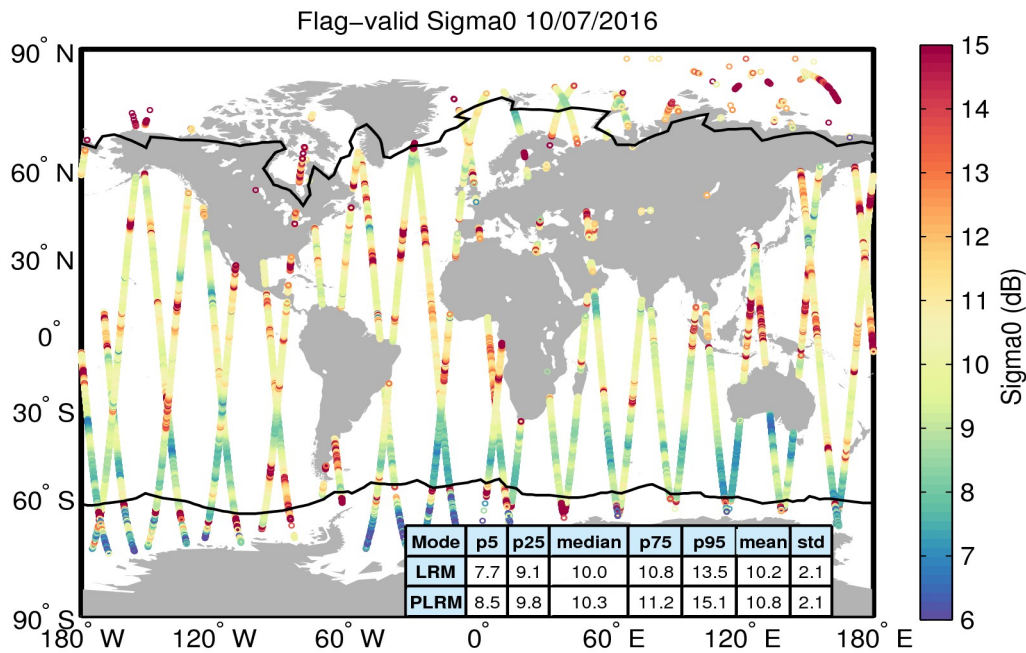 Flag−valid Sigma0 10/07/2016
90° N
60° N
30° N
0°
30° S
60° S
90° S
180° W
120° W
60° W
0°
60° E
120° E
180° E
Mode p5 p25 median p75 p95 mean std
LRM 7.7 9.1 10.0 10.8 13.5 10.2 2.1
PLRM 8.5 9.8 10.3 11.2 15.1 10.8 2.1
15
14
13
12
11
10
9
8
7
6
Sigma0 (dB)